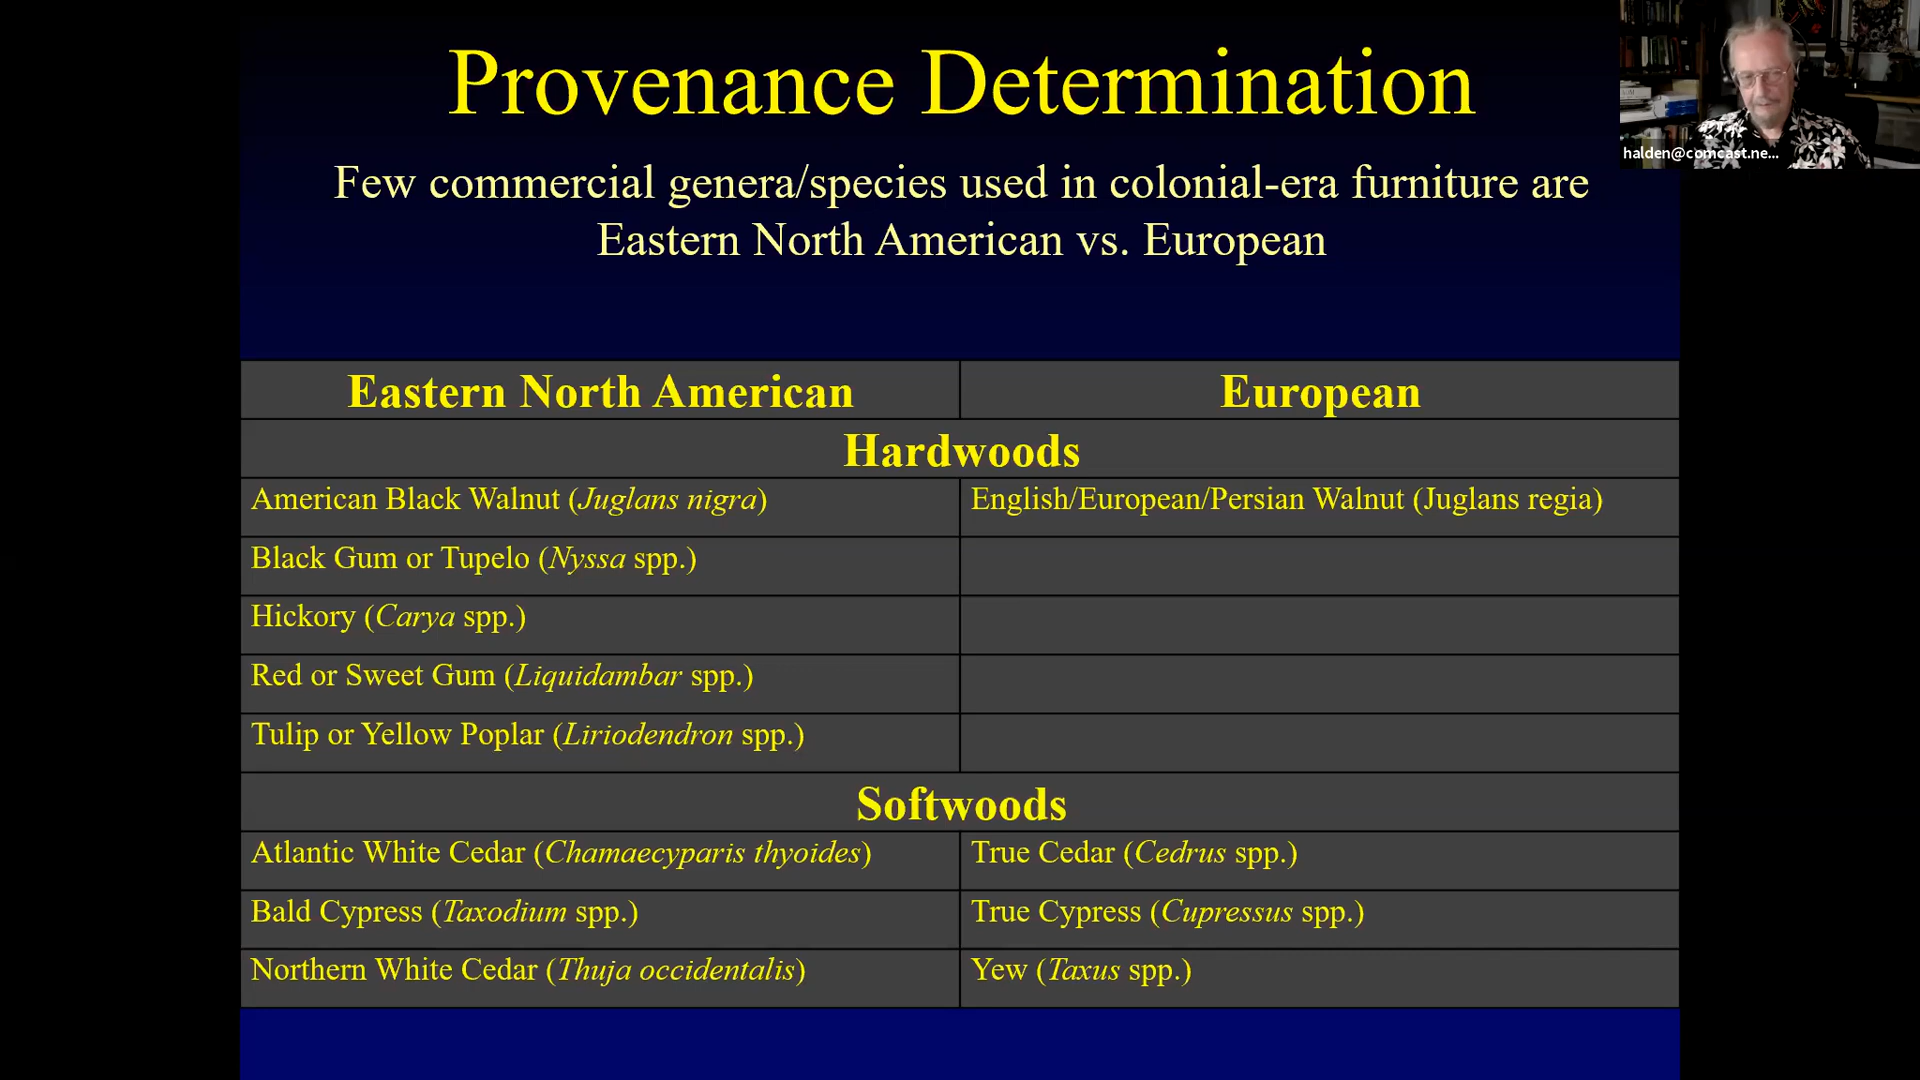 Provenance Determination
halden@comcast.ne...
Few commercial genera/species used in colonial-era furniture are
Eastern North American vs. European
Eastern North American European
Hardwoods
American Black Walnut (Juglans nigra) English/European/Persian Walnut (Juglans regia)
Black Gum or Tupelo (Nyssa spp.)
Hickory (Carya spp.)
Red or Sweet Gum (Liquidambar spp.)
Tulip or Yellow Poplar (Liriodendron spp.)
Softwoods
Atlantic White Cedar (Chamaecyparis thyoides) True Cedar (Cedrus spp.)
Bald Cypress (Taxodium spp.) True Cypress (Cupressus spp.)
Northern White Cedar (Thuja occidentalis) Yew (Taxus spp.)